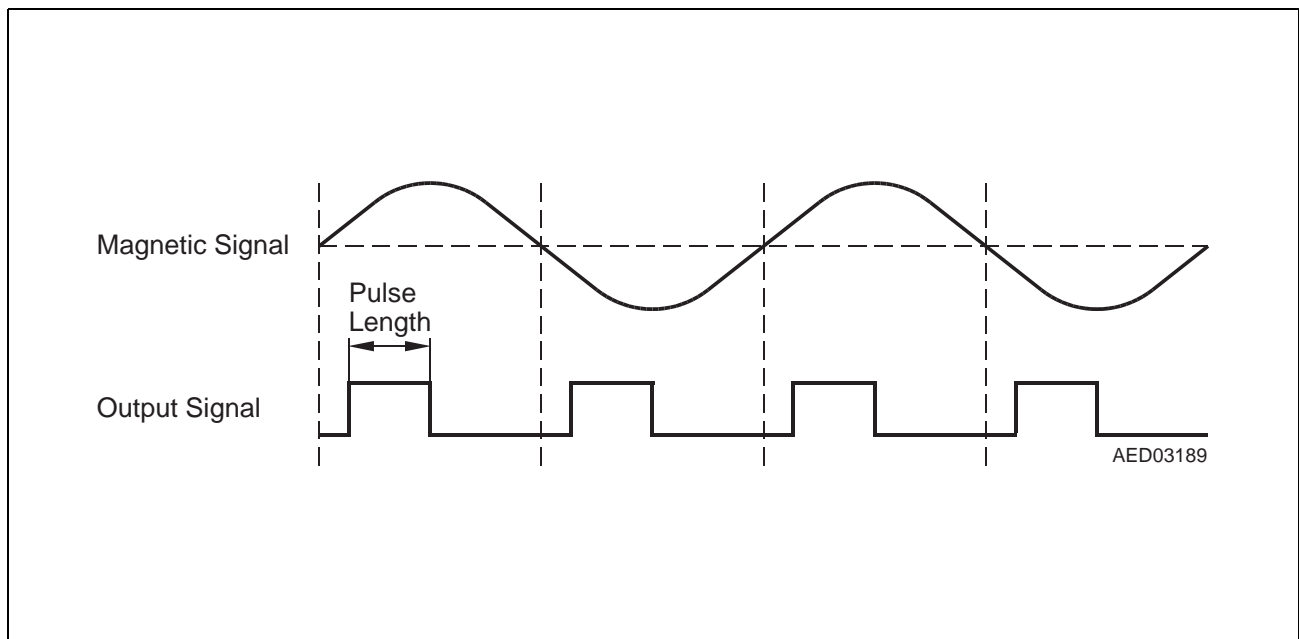 Magnetic Signal
Pulse
Length
Output Signal
AED03189